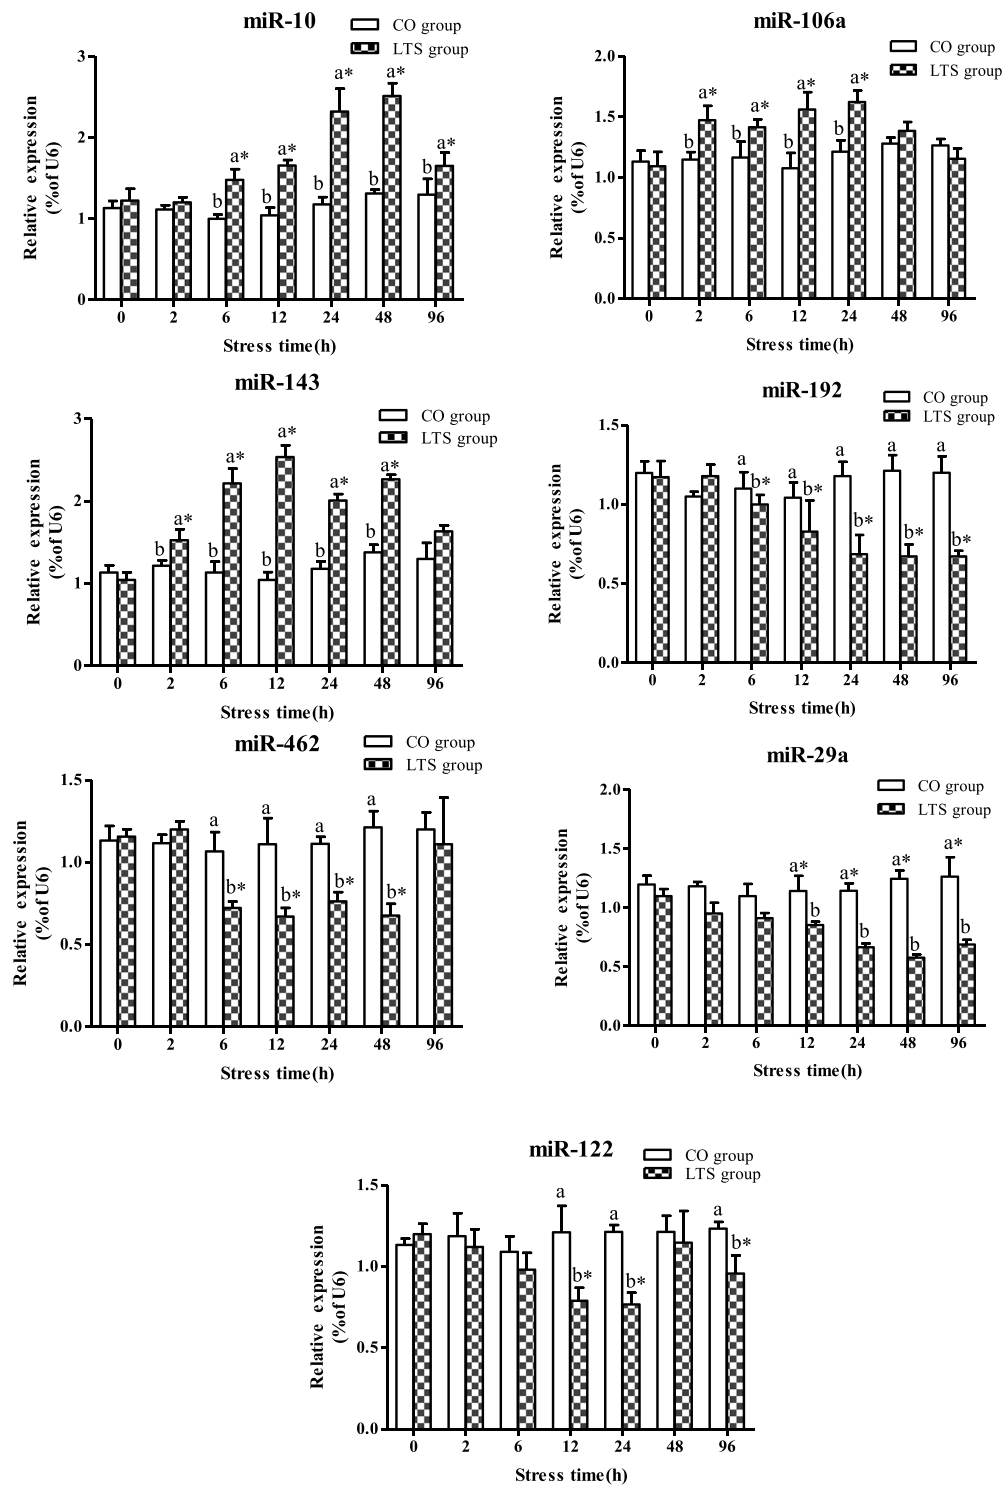 miR-10
CO group
LTS group
Relative expression
(%of U6)
3
2
1
0
a*
a*
a*
a*
a*
b
b
b
b
b
0 2 6 12 24 48 96
Stress time(h)
miR-106a
CO group
LTS group
Relative expression
(%of U6)
2.0
1.5
1.0
0.5
0.0
a*
a*
a*
a*
b
b
b
b
0 2 6 12 24 48 96
Stress time(h)
miR-143
CO group
LTS group
Relative expression
(%of U6)
3
2
1
0
a*
a*
a*
a*
a*
b
b
b
b
b
0 2 6 12 24 48 96
Stress time(h)
miR-192
CO group
LTS group
Relative expression
(%of U6)
1.5
1.0
0.5
0.0
a
a
a
a
a
b*
b*
b*
b*
b*
0 2 6 12 24 48 96
Stress time(h)
miR-462
CO group
LTS group
Relative expression
(%of U6)
1.5
1.0
0.5
0.0
a
a
a
a
b*
b*
b*
b*
0 2 6 12 24 48 96
Stress time(h)
miR-29a
CO group
LTS group
Relative expression
(%of U6)
2.0
1.5
1.0
0.5
0.0
a*
a*
a*
a*
b
b
b
b
0 2 6 12 24 48 96
Stress time(h)
miR-122
CO group
LTS group
Relative expression
(%of U6)
1.5
1.0
0.5
0.0
a
a
a
b*
b*
b*
0 2 6 12 24 48 96
Stress time(h)